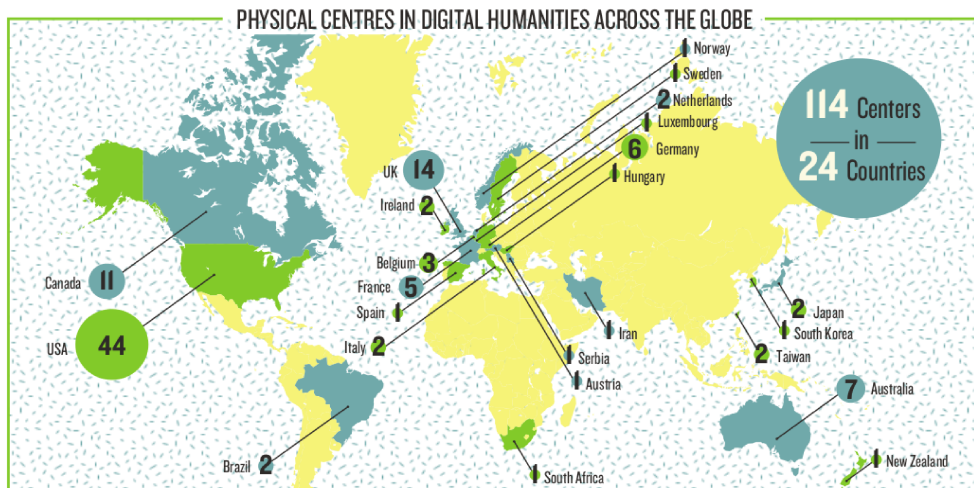 PHYSICAL CENTRES IN DIGITAL HUMANITIES ACROSS THE GLOBE
114 Centers
in
24 Countries
1 Norway
1 Sweden
2 Netherlands
1 Luxembourg
6 Germany
1 Hungary
UK 14
Ireland 2
Belgium 3
France 5
Spain 1
Italy 2
Canada 11
USA 44
Brazil 2
1 South Africa
1 Serbia
1 Austria
1 Iran
2 Japan
1 South Korea
2 Taiwan
7 Australia
1 New Zealand